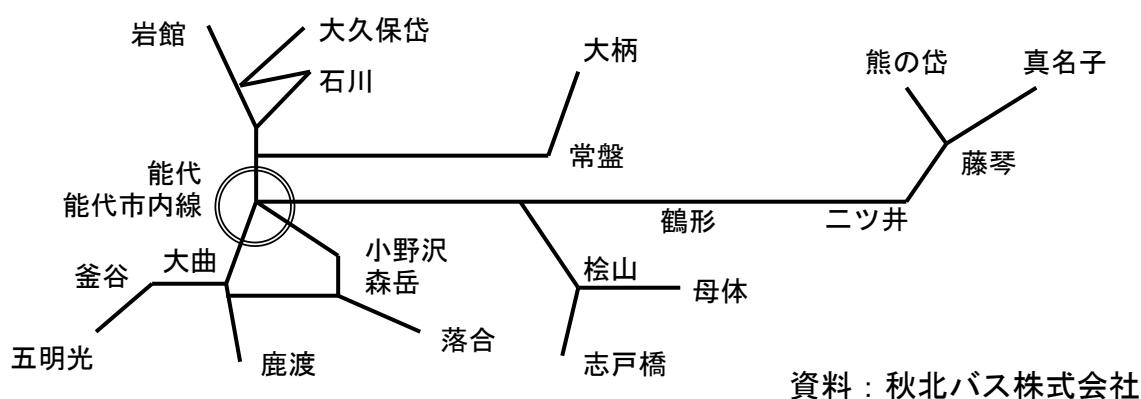 岩館
大久保岱
石川
大柄
熊の岱
真名子
常盤
藤琴
能代
能代市内線
鶴形
二ツ井
小野沢
森岳
大曲
釜谷
桧山
母体
落合
五明光
鹿渡
志戸橋
資料：秋北バス株式会社